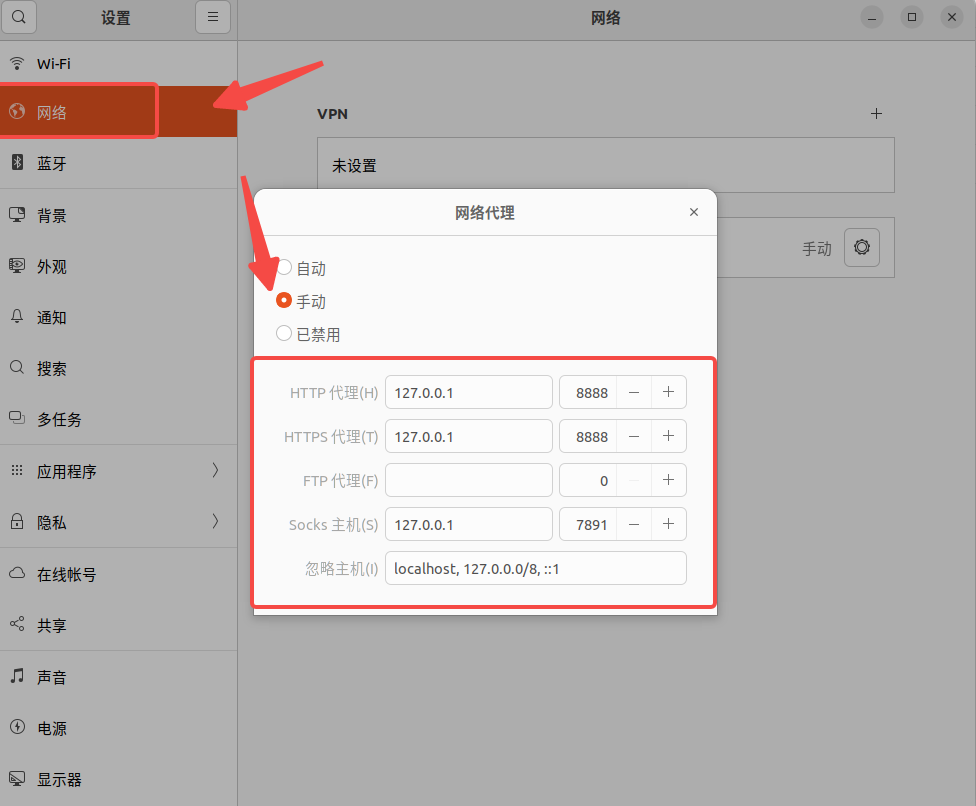 设置
网络
Wi-Fi
网络
蓝牙
背景
外观
通知
搜索
多任务
应用程序
隐私
在线帐号
共享
声音
电源
显示器
VPN
未设置
手动
网络代理
自动
手动
已禁用
HTTP 代理(H) 127.0.0.1 8888
HTTPS 代理(T) 127.0.0.1 8888
FTP 代理(F) 0
Socks 主机(S) 127.0.0.1 7891
忽略主机(I) localhost, 127.0.0.0/8, ::1